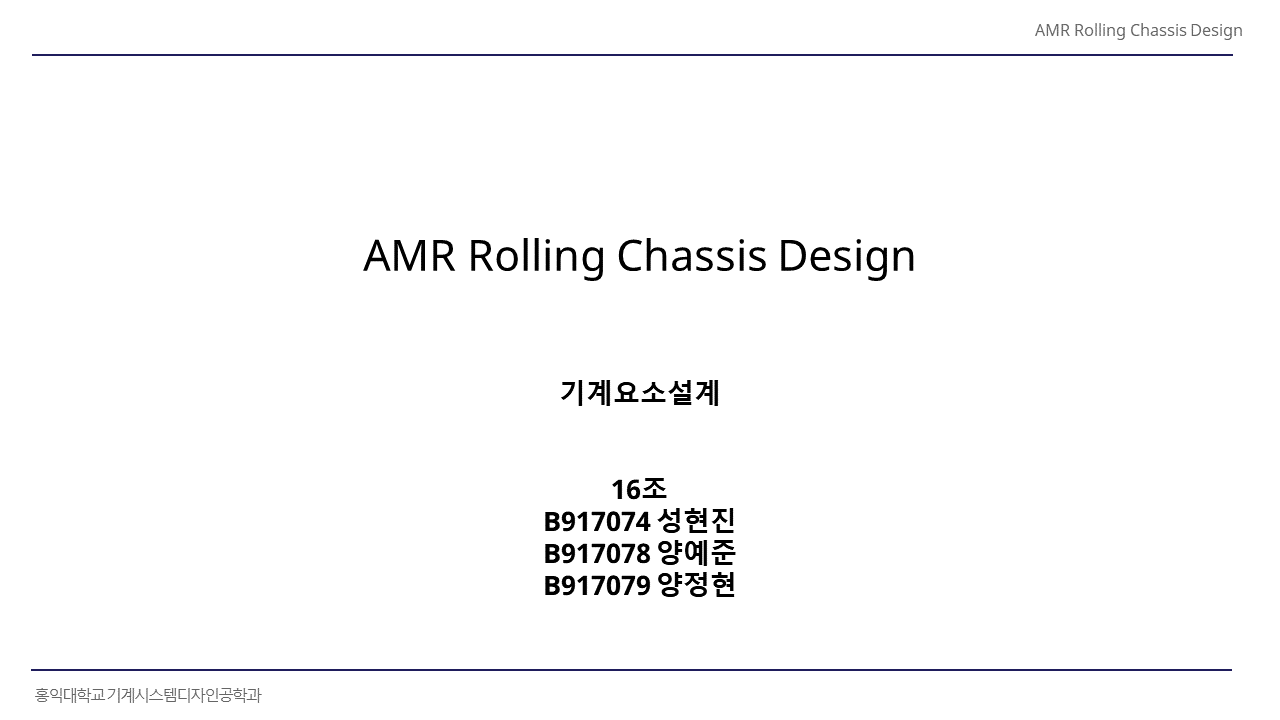 AMR Rolling Chassis Design
AMR Rolling Chassis Design
기계요소설계
16조
B917074 성현진
B917078 양예준
B917079 양정현
홍익대학교 기계시스템디자인공학과